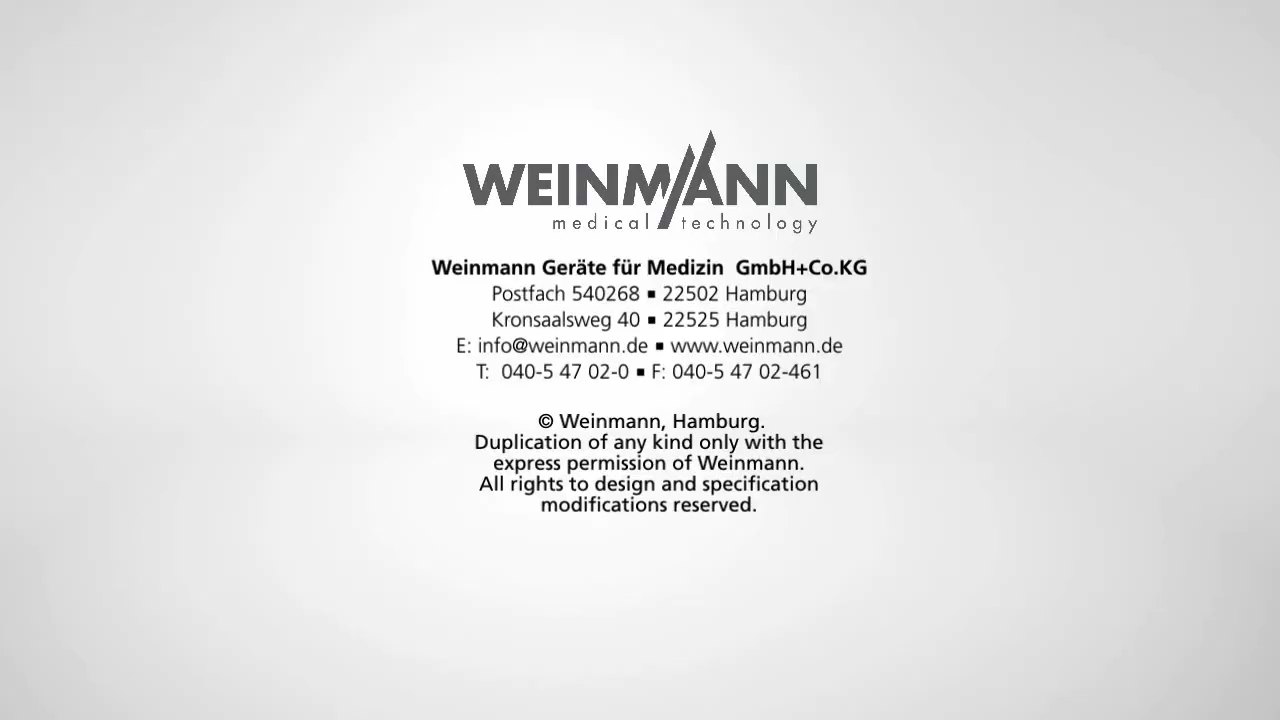 WEINMANN
medical technology
Weinmann Geräte für Medizin GmbH+Co.KG
Postfach 540268 ▪ 22502 Hamburg
Kronsaalsweg 40 ▪ 22525 Hamburg
E: info@weinmann.de ▪ www.weinmann.de
T: 040-5 47 02-0 ▪ F: 040-5 47 02-461
© Weinmann, Hamburg.
Duplication of any kind only with the
express permission of Weinmann.
All rights to design and specification
modifications reserved.